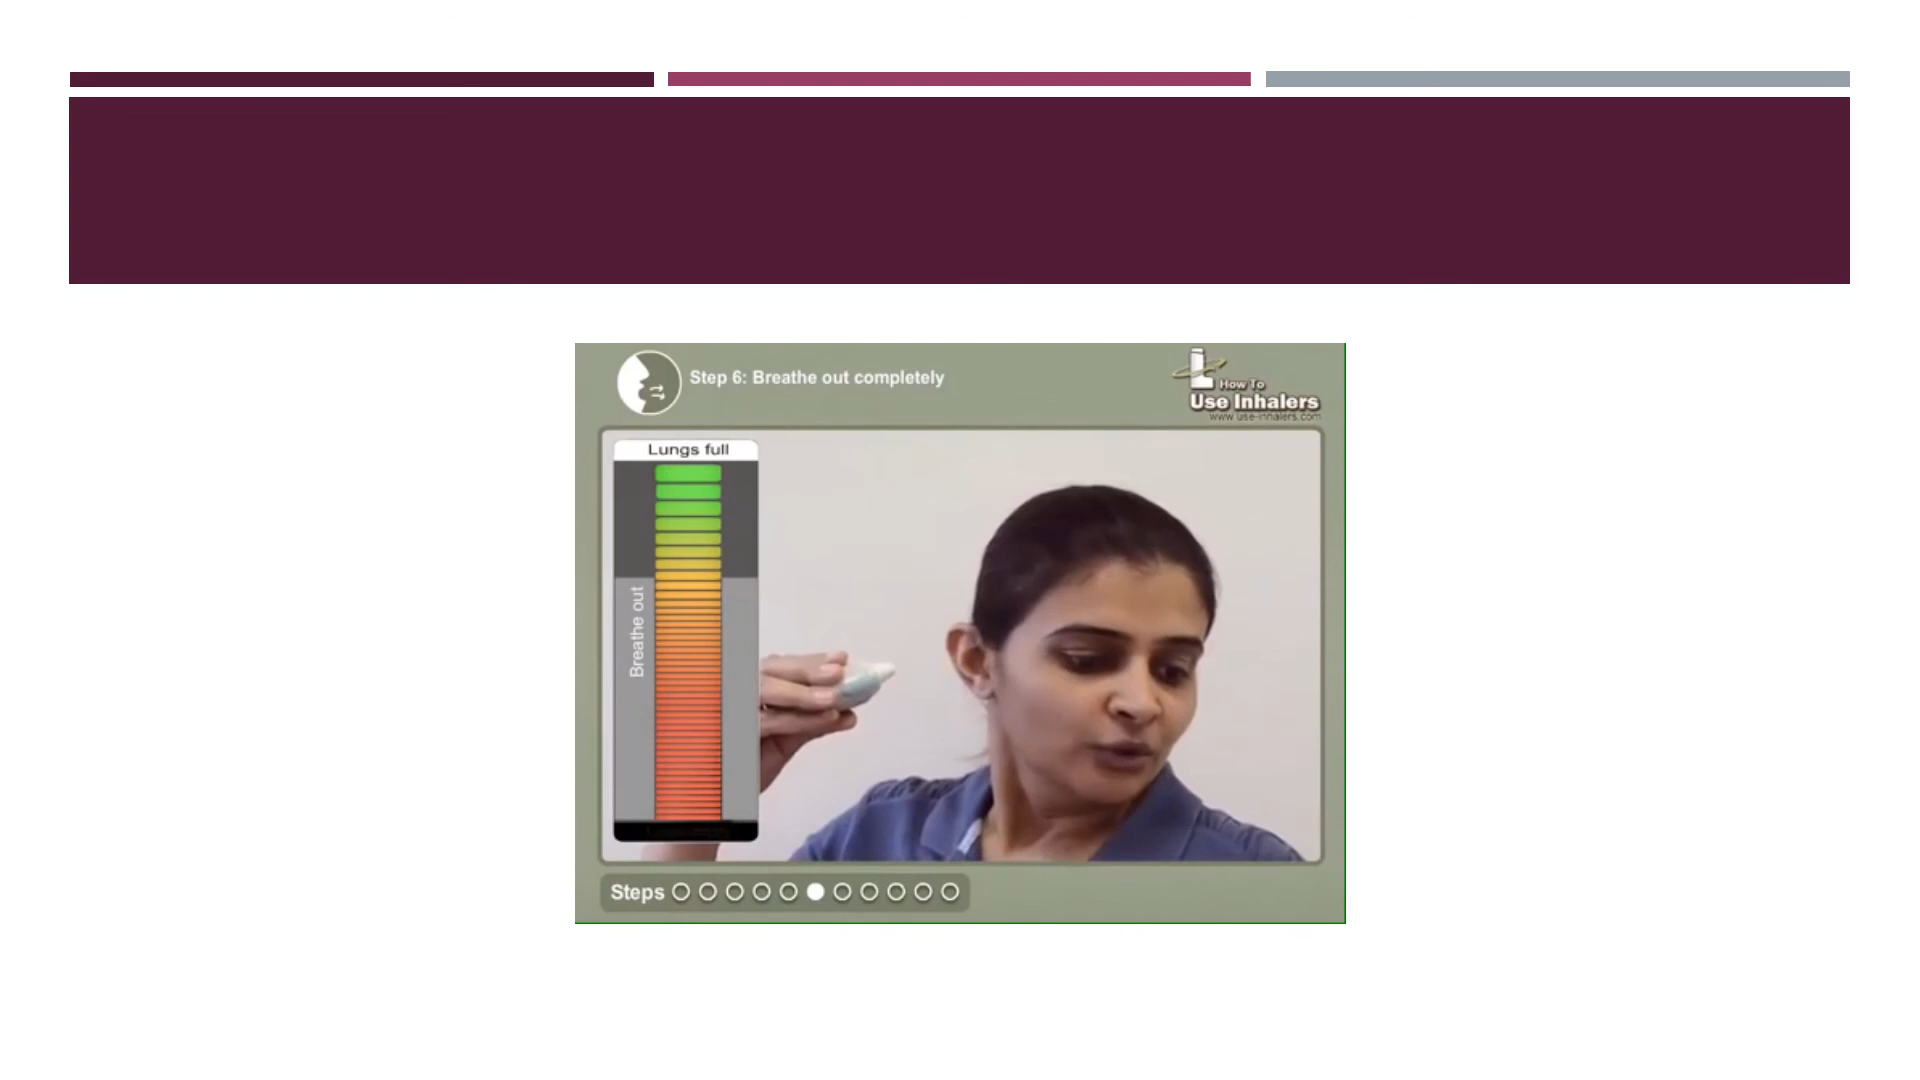 Step 6: Breathe out completely
How To
Use Inhalers
www.use-inhalers.com
Lungs full
Breathe out
Steps